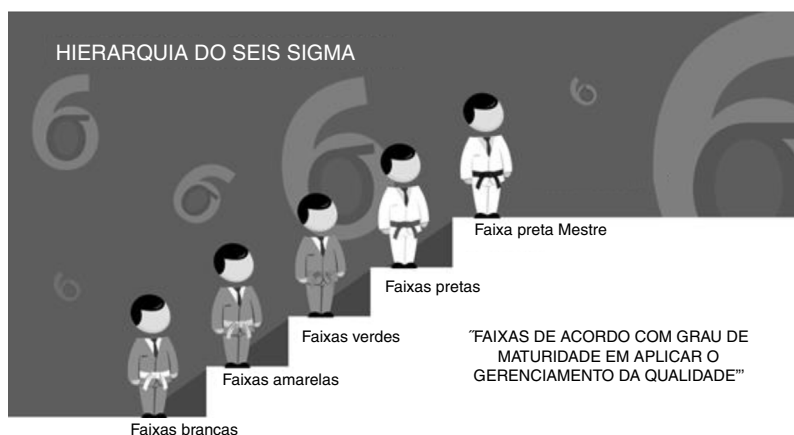 HIERARQUIA DO SEIS SIGMA
Faixa preta Mestre
Faixas pretas
Faixas verdes
Faixas amarelas
Faixas brancas
˝FAIXAS DE ACORDO COM GRAU DE
MATURIDADE EM APLICAR O
GERENCIAMENTO DA QUALIDADE”’